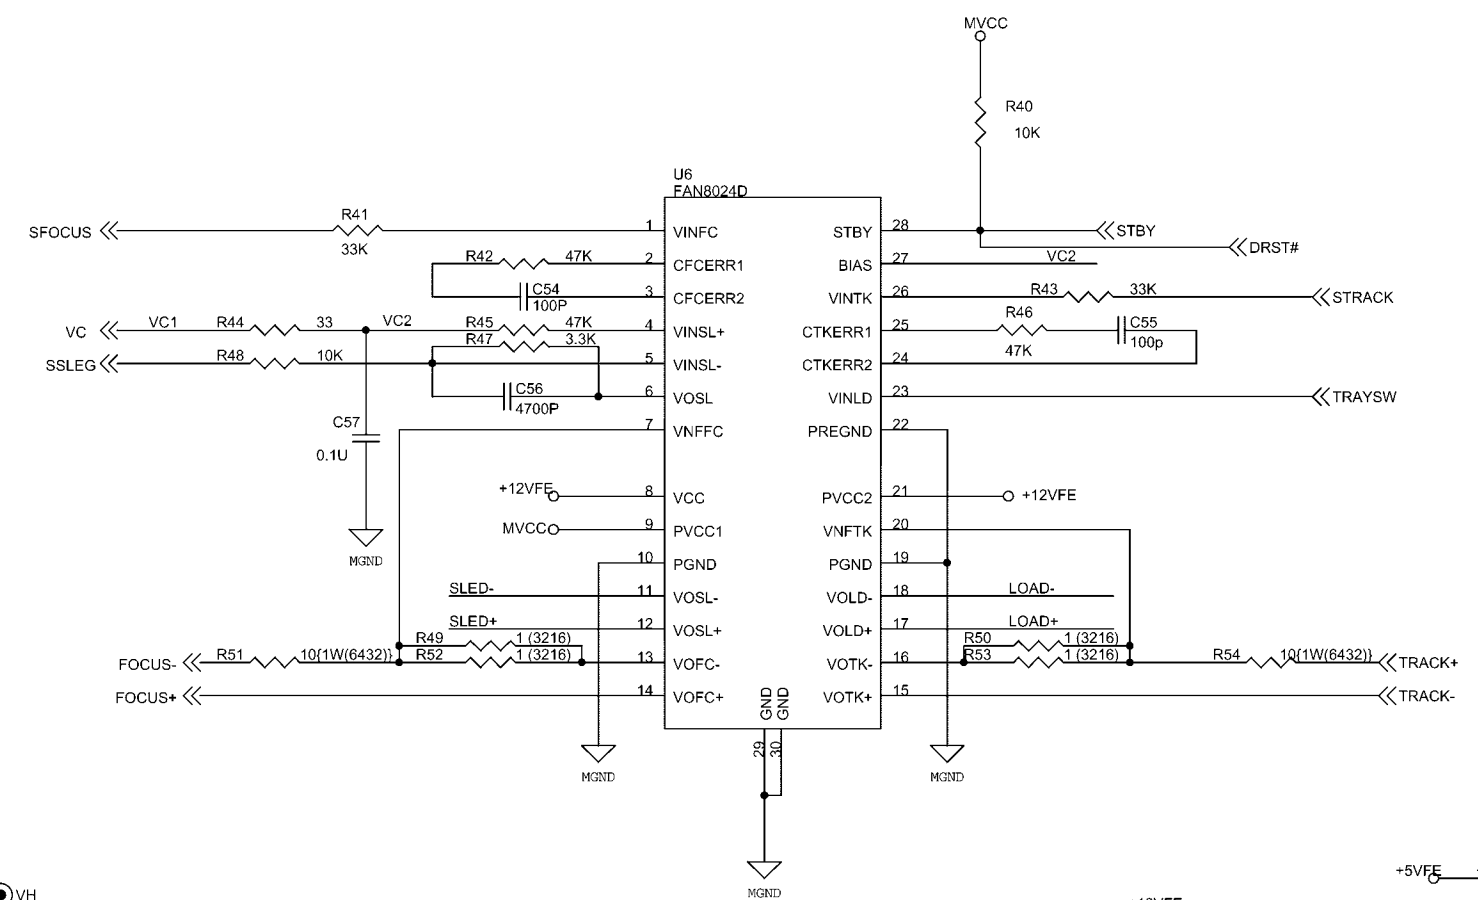 MVCC
R40
10K
U6
FAN8024D
SFOCUS
R41
33K
1
VINFC
STBY
28
STBY
DRST#
R42
47K
2
CFCERR1
BIAS
27
VC2
C54
100P
3
CFCERR2
VINTK
26
R43
33K
STRACK
VC
VC1
R44
33
VC2
R45
47K
4
VINSL+
CTKERR1
25
R46
47K
C55
100p
R47
3.3K
SSLEG
R48
10K
5
VINSL-
CTKERR2
24
C56
4700P
6
VOSL
VINLD
23
TRAYSW
C57
0.1U
7
VNFFC
PREGND
22
+12VFE
8
VCC
PVCC2
21
+12VFE
MVCC
9
PVCC1
VNFTK
20
MGND
10
PGND
PGND
19
SLED-
11
VOSL-
VOLD-
18
LOAD-
SLED+
12
VOSL+
VOLD+
17
LOAD+
R49
1 (3216)
R50
1 (3216)
FOCUS-
R51
10{1W(6432)}
R52
1 (3216)
13
VOFC-
VOTK-
16
R53
1 (3216)
R54
10{1W(6432)}
TRACK+
FOCUS+
14
VOFC+
GND
GND
VOTK+
15
TRACK-
29
30
MGND
MGND
MGND
+5VFE
VH